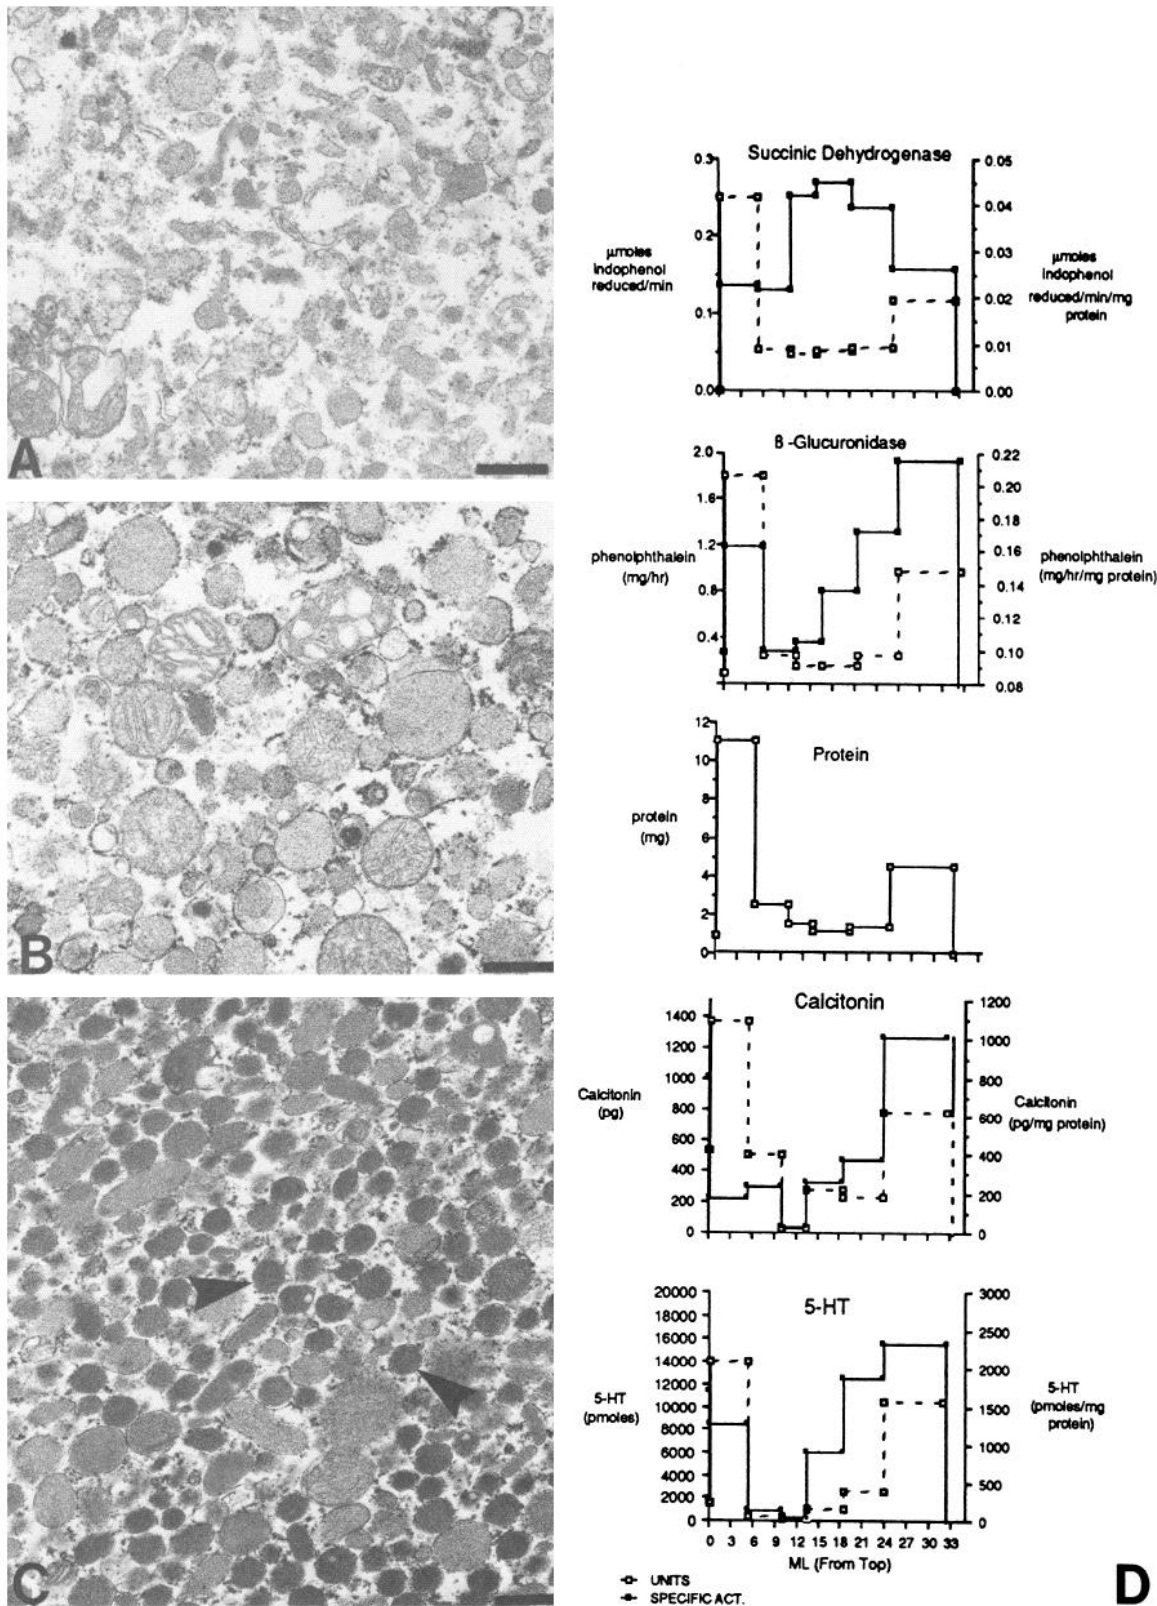 A
B
C
Succinic Dehydrogenase
0.3
0.2
0.1
0.0
μmoles
indophenol
reduced/min
0.05
0.04
0.03
0.02
0.01
0.00
μmoles
indophenol
reduced/min/mg
protein
ß -Glucuronidase
2.0
1.6
1.2
0.8
0.4
phenolphthalein
(mg/hr)
0.22
0.20
0.18
0.16
0.14
0.12
0.10
0.08
phenolphthalein
(mg/hr/mg protein)
Protein
12
10
8
6
4
2
0
protein
(mg)
Calcitonin
1400
1200
1000
800
600
400
200
0
Calcitonin
(pg)
1200
1000
800
600
400
200
0
Calcitonin
(pg/mg protein)
5-HT
20000
18000
16000
14000
12000
10000
8000
6000
4000
2000
0
5-HT
(pmoles)
3000
2500
2000
1500
1000
500
0
5-HT
(pmoles/mg
protein)
0 3 6 9 12 15 18 21 24 27 30 33
ML (From Top)
UNITS
SPECIFIC ACT.
D